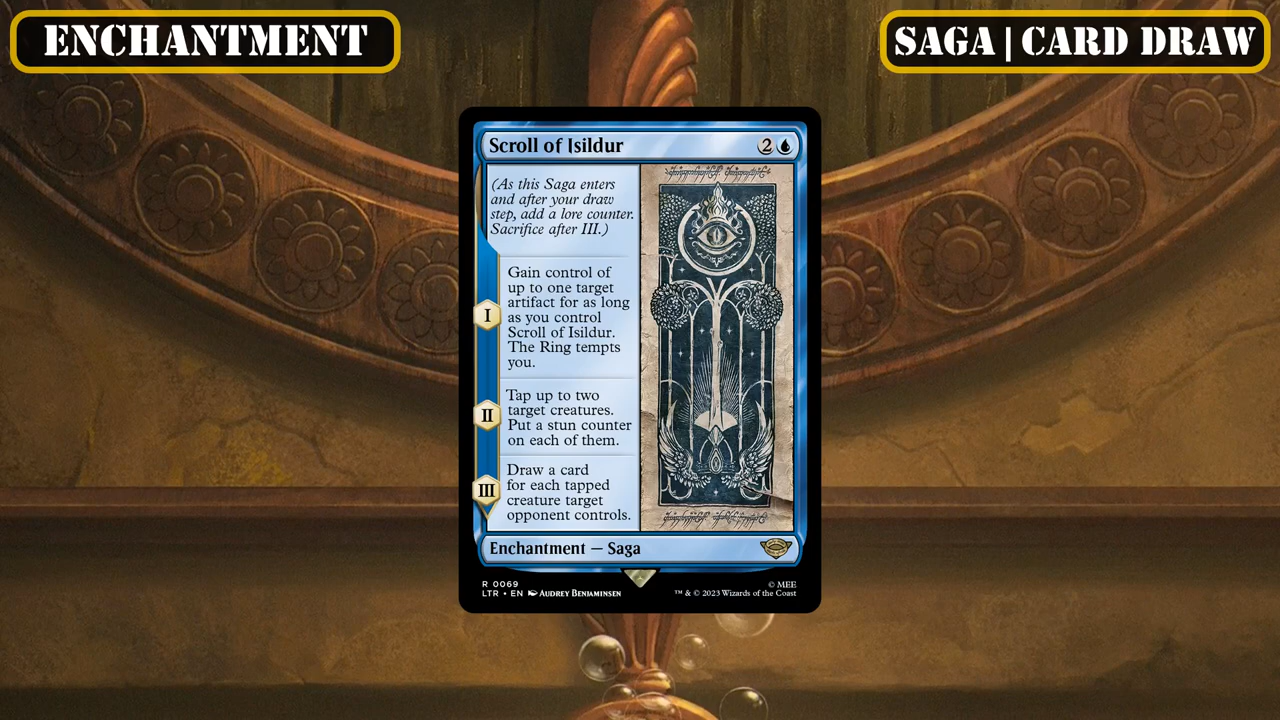 ENCHANTMENT
SAGA | CARD DRAW
Scroll of Isildur
2
(As this Saga enters
and after your draw
step, add a lore counter.
Sacrifice after III.)
I
Gain control of
up to one target
artifact for as long
as you control
Scroll of Isildur.
The Ring tempts
you.
II
Tap up to two
target creatures.
Put a stun counter
on each of them.
III
Draw a card
for each tapped
creature target
opponent controls.
Enchantment — Saga
R 0069
LTR • EN Audrey Benjaminsen
© MEE
™ & © 2023 Wizards of the Coast